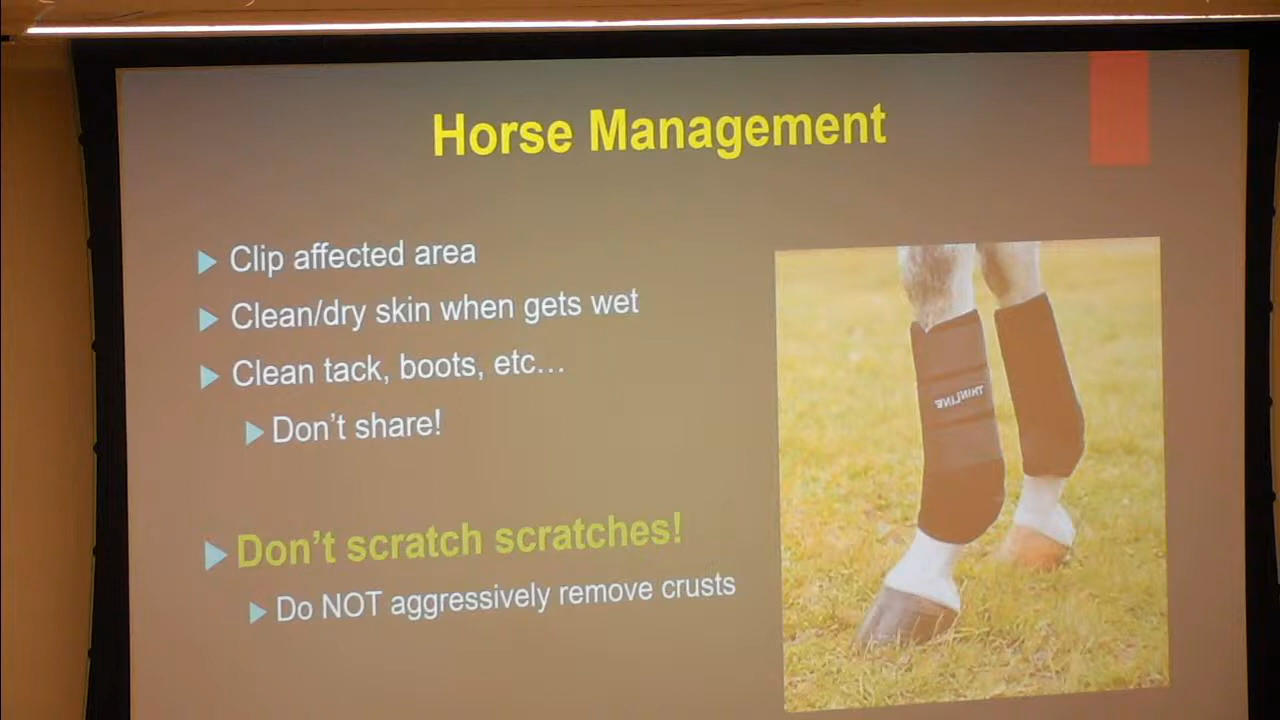 Horse Management
Clip affected area
Clean/dry skin when gets wet
Clean tack, boots, etc…
Don't share!
Don't scratch scratches!
Do NOT aggressively remove crusts
THINLINE